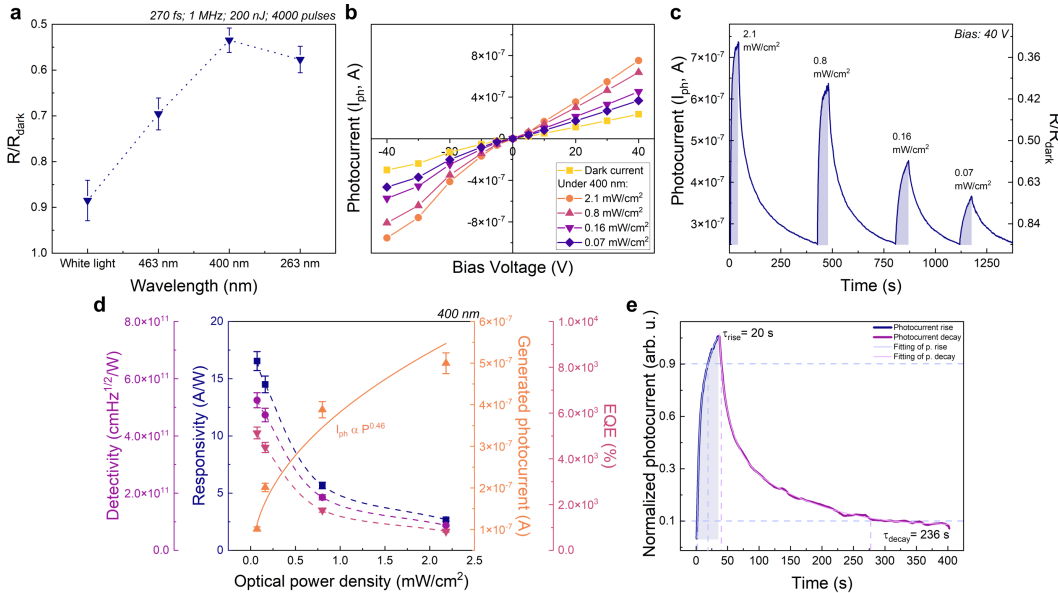 a
270 fs; 1 MHz; 200 nJ; 4000 pulses
0.5
0.6
0.7
0.8
0.9
1.0
R/R_dark
White light
463 nm
400 nm
263 nm
Wavelength (nm)
b
Photocurrent (I_ph, A)
8×10⁻⁷
4×10⁻⁷
-4×10⁻⁷
-8×10⁻⁷
-40
-20
0
20
40
Dark current
Under 400 nm:
2.1 mW/cm²
0.8 mW/cm²
0.16 mW/cm²
0.07 mW/cm²
Bias Voltage (V)
c
Bias: 40 V
Photocurrent (I_ph, A)
7×10⁻⁷
6×10⁻⁷
5×10⁻⁷
4×10⁻⁷
3×10⁻⁷
2.1
mW/cm²
0.8
mW/cm²
0.16
mW/cm²
0.07
mW/cm²
0.36
0.42
0.50
0.63
0.84
R/R_dark
0
250
500
750
1000
1250
Time (s)
d
400 nm
Detectivity (cmHz^1/2/W)
8.0×10¹¹
6.0×10¹¹
4.0×10¹¹
2.0×10¹¹
0.0
Responsivity (A/W)
20
15
10
5
0
I_ph α P^0.46
6×10⁻⁷
5×10⁻⁷
4×10⁻⁷
3×10⁻⁷
2×10⁻⁷
1×10⁻⁷
Generated photocurrent (A)
1.0×10⁴
8.0×10³
6.0×10³
4.0×10³
2.0×10³
0.0
EQE (%)
0.0
0.5
1.0
1.5
2.0
2.5
Optical power density (mW/cm²)
e
Normalized photocurrent (arb. u.)
0.9
0.7
0.5
0.3
0.1
τ_rise= 20 s
Photocurrent rise
Photocurrent decay
Fitting of p. rise
Fitting of p. decay
τ_decay= 236 s
0
50
100
150
200
250
300
350
400
Time (s)